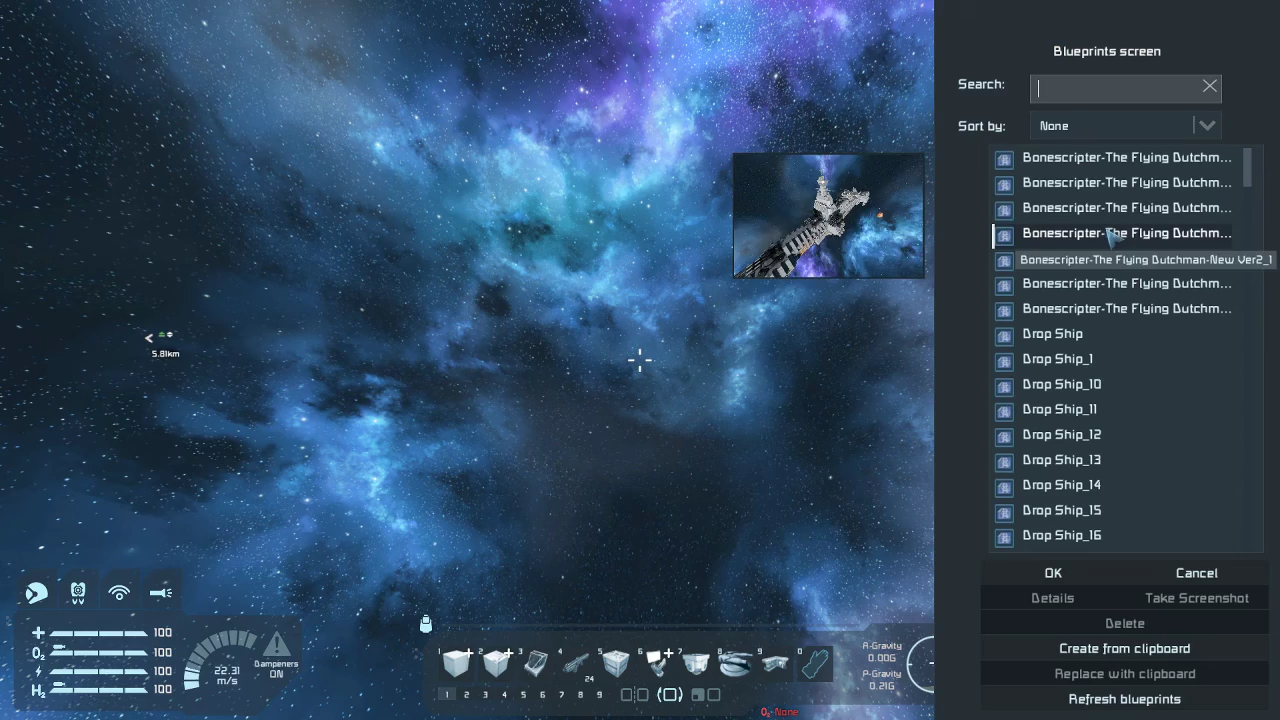 Blueprints screen
Search:
Sort by: None
Bonescripter-The Flying Dutchm...
Bonescripter-The Flying Dutchm...
Bonescripter-The Flying Dutchm...
Bonescripter-The Flying Dutchm...
Bonescripter-The Flying Dutchman-New Ver2_1
Bonescripter-The Flying Dutchm...
Bonescripter-The Flying Dutchm...
Drop Ship
Drop Ship_1
Drop Ship_10
Drop Ship_11
Drop Ship_12
Drop Ship_13
Drop Ship_14
Drop Ship_15
Drop Ship_16
OK Cancel
Details Take Screenshot
Delete
Create from clipboard
Replace with clipboard
Refresh blueprints
5.81km
100
O2 100
100
H2 100
22.31
m/s
Dampeners
ON
1 2 3 4 5 6 7 8 9 0
24
1 2 3 4 5 6 7 8 9
A-Gravity
0.00G
P-Gravity
0.21G
O2: None